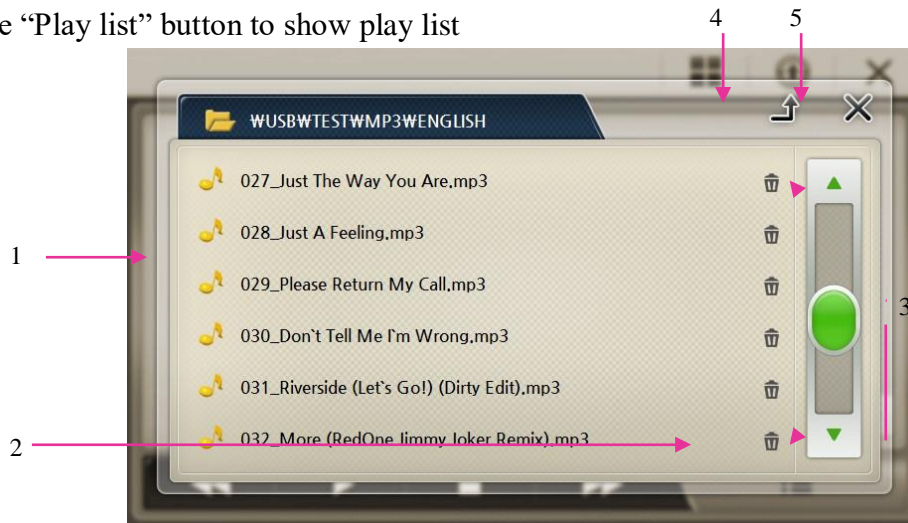 e “Play list” button to show play list
4 5
₩USB₩TEST₩MP3₩ENGLISH
027_Just The Way You Are.mp3
028_Just A Feeling.mp3
1
029_Please Return My Call.mp3
3
030_Don`t Tell Me I`m Wrong.mp3
031_Riverside (Let`s Go!) (Dirty Edit).mp3
2 032_More (RedOne Jimmy Joker Remix).mp3